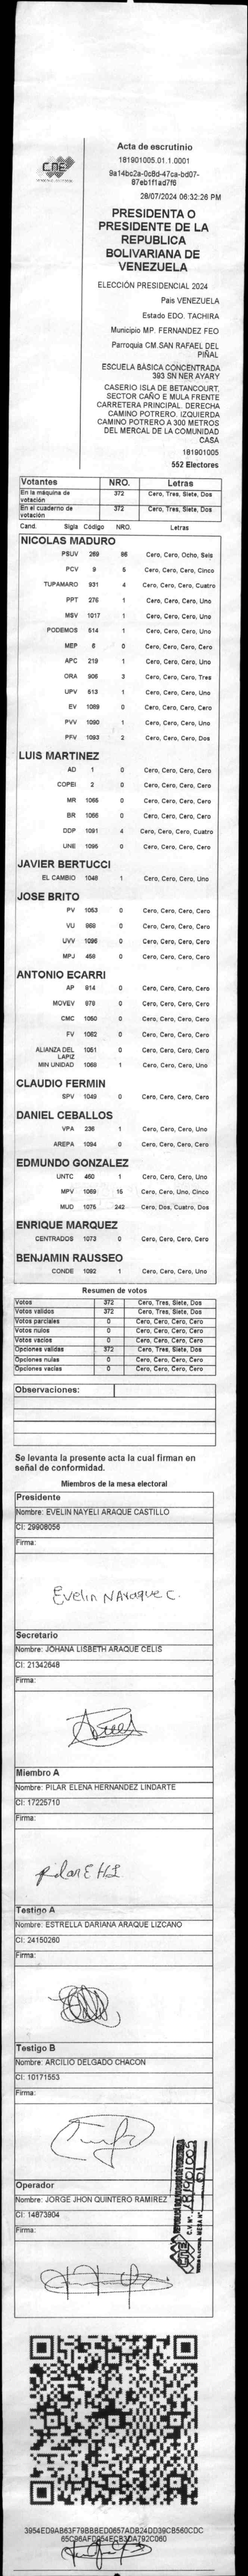 CNE
Acta de escrutinio
181901005.01.1.0001
9a14bc2a-0c8d-47ca-bd07-
87eb1f1ad7f6
28/07/2024 06:32:26 PM
PRESIDENTA O
PRESIDENTE DE LA
REPUBLICA
BOLIVARIANA DE
VENEZUELA
ELECCIÓN PRESIDENCIAL 2024
Pais VENEZUELA
Estado EDO. TACHIRA
Municipio MP. FERNANDEZ FEO
Parroquia CM.SAN RAFAEL DEL
PIÑAL
ESCUELA BÁSICA CONCENTRADA
393 SN NER AYARY
CASERIO ISLA DE BETANCOURT.
SECTOR CAÑO E MULA FRENTE
CARRETERA PRINCIPAL. DERECHA
CAMINO POTRERO. IZQUIERDA
CAMINO POTRERO A 300 METROS
DEL MERCAL DE LA COMUNIDAD
CASA
181901005
552 Electores
Votantes NRO. Letras
En la máquina de votación 372 Cero, Tres, Siete, Dos
En el cuaderno de votación 372 Cero, Tres, Siete, Dos
Cand. Sigla Código NRO. Letras
NICOLAS MADURO
PSUV 269 86 Cero, Cero, Ocho, Seis
PCV 9 5 Cero, Cero, Cero, Cinco
TUPAMARO 931 4 Cero, Cero, Cero, Cuatro
PPT 276 1 Cero, Cero, Cero, Uno
MSV 1017 1 Cero, Cero, Cero, Uno
PODEMOS 514 1 Cero, Cero, Cero, Uno
MEP 6 0 Cero, Cero, Cero, Cero
APC 219 1 Cero, Cero, Cero, Uno
ORA 906 3 Cero, Cero, Cero, Tres
UPV 513 1 Cero, Cero, Cero, Uno
EV 1089 0 Cero, Cero, Cero, Cero
PVV 1090 1 Cero, Cero, Cero, Uno
PFV 1093 2 Cero, Cero, Cero, Dos
LUIS MARTINEZ
AD 1 0 Cero, Cero, Cero, Cero
COPEI 2 0 Cero, Cero, Cero, Cero
MR 1065 0 Cero, Cero, Cero, Cero
BR 1066 0 Cero, Cero, Cero, Cero
DDP 1091 4 Cero, Cero, Cero, Cuatro
UNE 1095 0 Cero, Cero, Cero, Cero
JAVIER BERTUCCI
EL CAMBIO 1048 1 Cero, Cero, Cero, Uno
JOSE BRITO
PV 1053 0 Cero, Cero, Cero, Cero
VU 968 0 Cero, Cero, Cero, Cero
UVV 1096 0 Cero, Cero, Cero, Cero
MPJ 459 0 Cero, Cero, Cero, Cero
ANTONIO ECARRI
AP 914 0 Cero, Cero, Cero, Cero
MOVEV 979 0 Cero, Cero, Cero, Cero
CMC 1050 0 Cero, Cero, Cero, Cero
FV 1062 0 Cero, Cero, Cero, Cero
ALIANZA DEL LAPIZ 1051 0 Cero, Cero, Cero, Cero
MIN UNIDAD 1068 1 Cero, Cero, Cero, Uno
CLAUDIO FERMIN
SPV 1049 0 Cero, Cero, Cero, Cero
DANIEL CEBALLOS
VPA 236 1 Cero, Cero, Cero, Uno
AREPA 1094 0 Cero, Cero, Cero, Cero
EDMUNDO GONZALEZ
UNTC 460 1 Cero, Cero, Cero, Uno
MPV 1069 15 Cero, Cero, Uno, Cinco
MUD 1075 242 Cero, Dos, Cuatro, Dos
ENRIQUE MARQUEZ
CENTRADOS 1073 0 Cero, Cero, Cero, Cero
BENJAMIN RAUSSEO
CONDE 1092 1 Cero, Cero, Cero, Uno
Resumen de votos
Votos 372 Cero, Tres, Siete, Dos
Votos validos 372 Cero, Tres, Siete, Dos
Votos parciales 0 Cero, Cero, Cero, Cero
Votos nulos 0 Cero, Cero, Cero, Cero
Votos vacios 0 Cero, Cero, Cero, Cero
Opciones validas 372 Cero, Tres, Siete, Dos
Opciones nulas 0 Cero, Cero, Cero, Cero
Opciones vacias 0 Cero, Cero, Cero, Cero
Observaciones:
Se levanta la presente acta la cual firman en
señal de conformidad.
Miembros de la mesa electoral
Presidente
Nombre: EVELIN NAYELI ARAQUE CASTILLO
CI: 29908056
Firma:
Evelin NAraque C.
Secretario
Nombre: JOHANA LISBETH ARAQUE CELIS
CI: 21342648
Firma:
Miembro A
Nombre: PILAR ELENA HERNANDEZ LINDARTE
CI: 17225710
Firma:
Testigo A
Nombre: ESTRELLA DARIANA ARAQUE LIZCANO
CI: 24150260
Firma:
Testigo B
Nombre: ARCILIO DELGADO CHACON
CI: 10171553
Firma:
Operador
Nombre: JORGE JHON QUINTERO RAMIREZ
CI: 14873904
Firma:
CNE
C.V. Nº 181901005
MESA Nº 01
3954ED9AB63F79BBBED0657ADB24DD39CB560CDC
65C96AFD954ECB3DA792C060